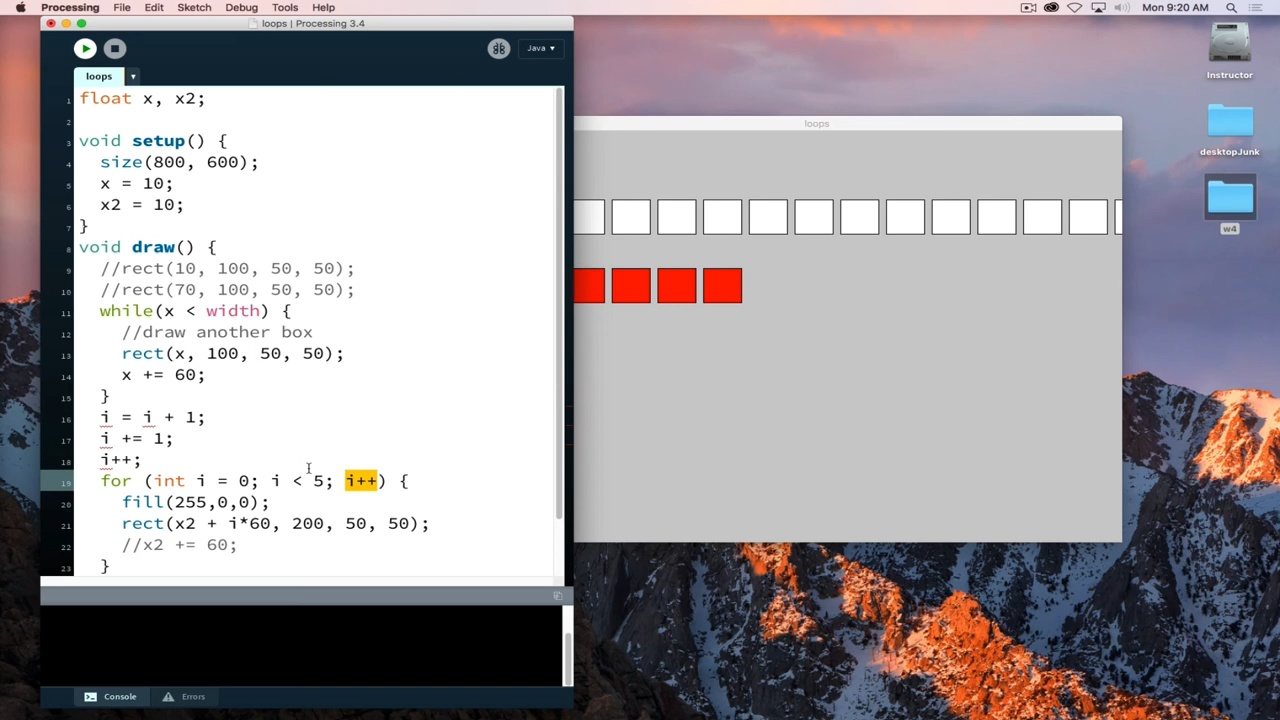 Processing File Edit Sketch Debug Tools Help Mon 9:20 AM
loops | Processing 3.4
Java ▾
loops ▾
1 float x, x2;
2
3 void setup() {
4 size(800, 600);
5 x = 10;
6 x2 = 10;
7 }
8 void draw() {
9 //rect(10, 100, 50, 50);
10 //rect(70, 100, 50, 50);
11 while(x < width) {
12 //draw another box
13 rect(x, 100, 50, 50);
14 x += 60;
15 }
16 i = i + 1;
17 i += 1;
18 i++;
19 for (int i = 0; i < 5; i++) {
20 fill(255,0,0);
21 rect(x2 + i*60, 200, 50, 50);
22 //x2 += 60;
23 }
Console Errors
loops
Instructor
desktopJunk
w4